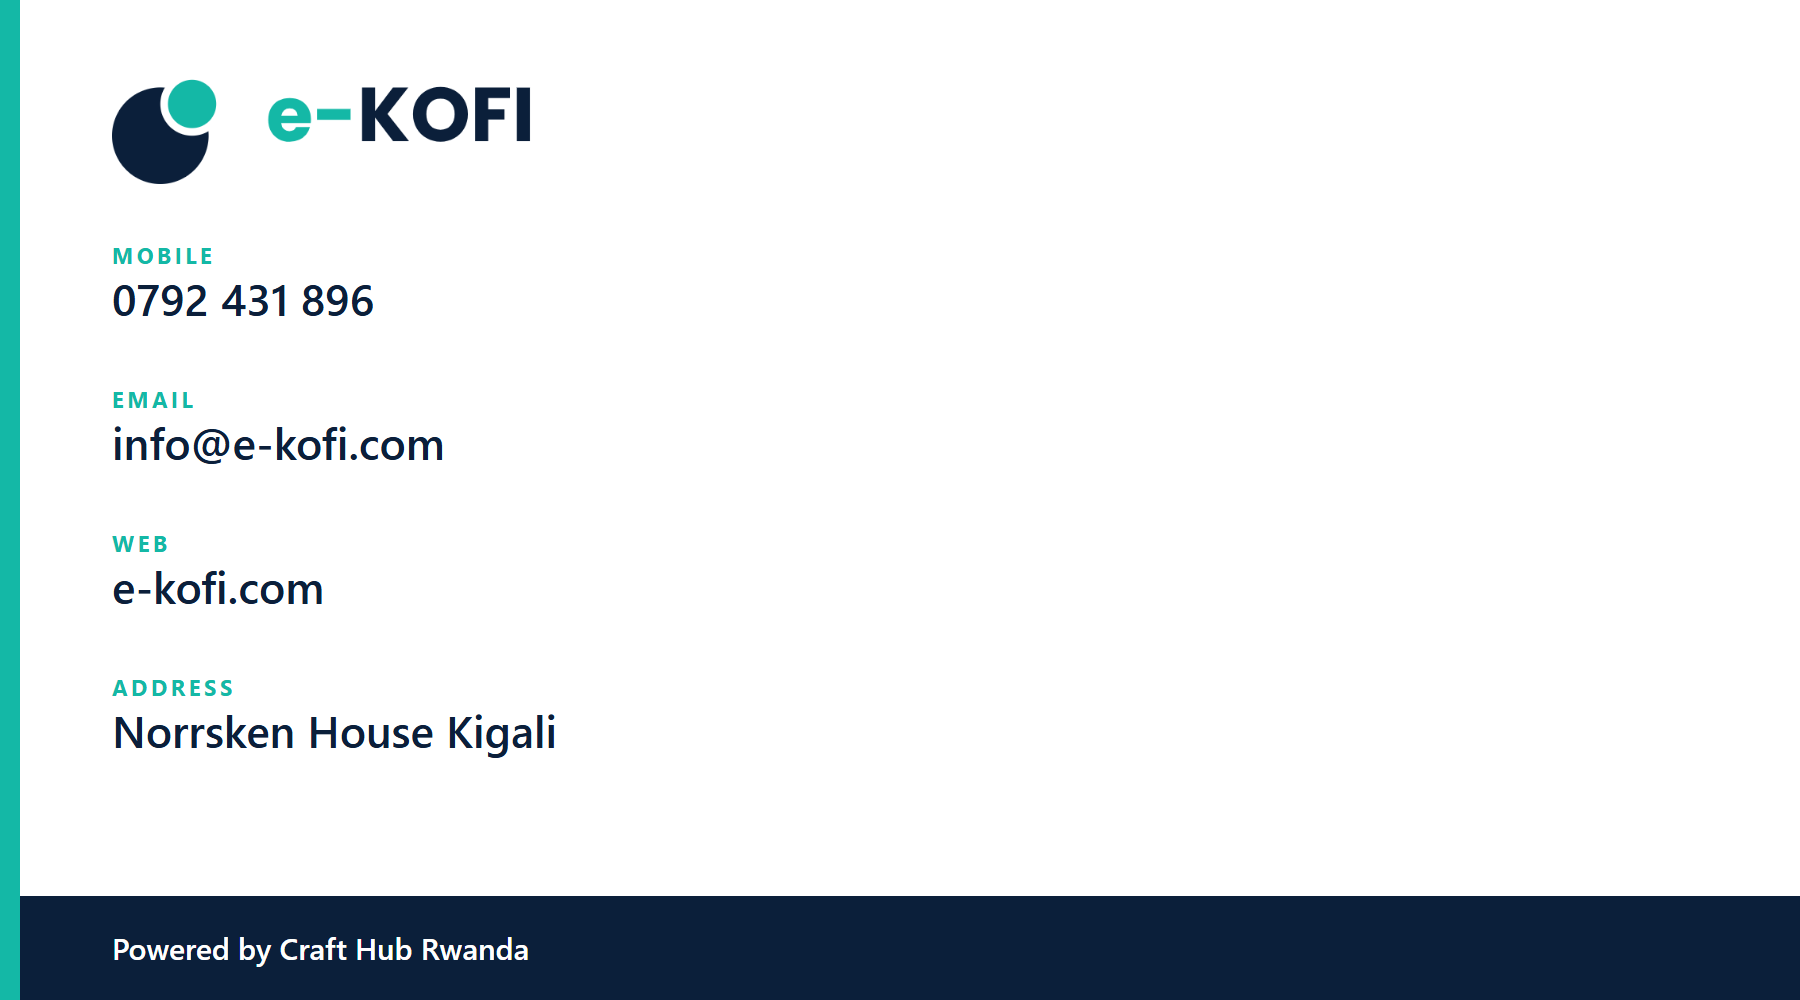 e-KOFI
MOBILE
0792 431 896
EMAIL
info@e-kofi.com
WEB
e-kofi.com
ADDRESS
Norrsken House Kigali
Powered by Craft Hub Rwanda